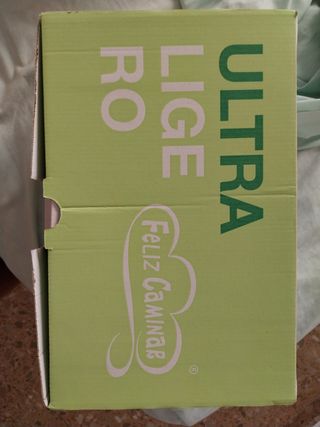 ULTRA
LIGE
RO
FELIZ CAMINAR
®